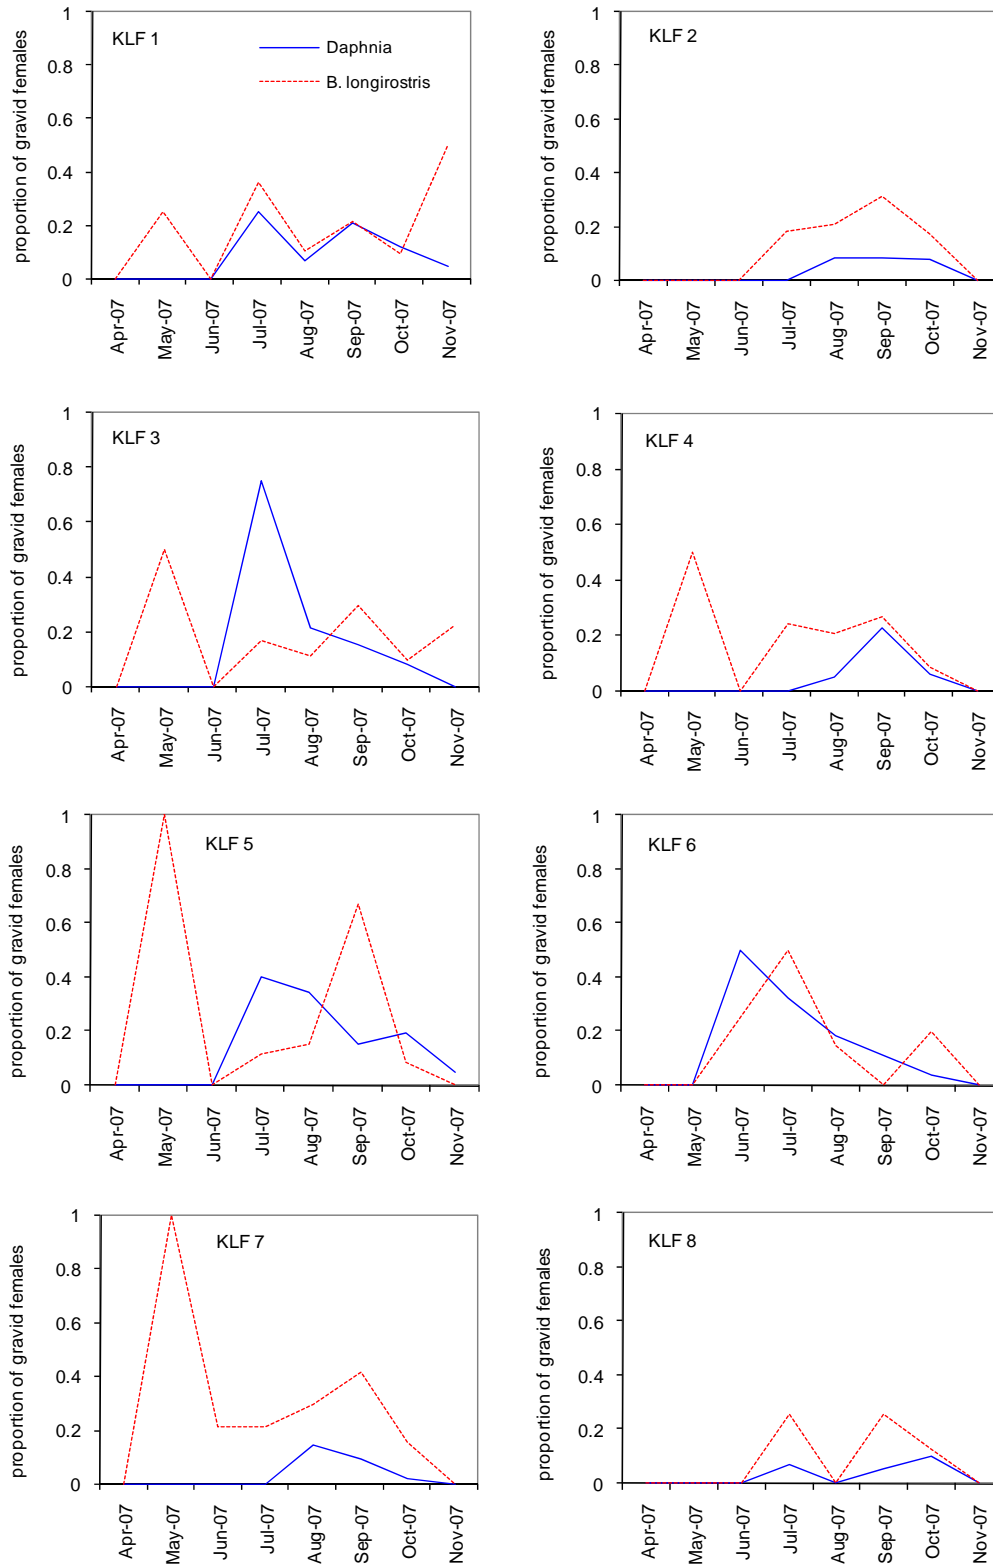 proportion of gravid females
1
0.8
0.6
0.4
0.2
0
KLF 1
Daphnia
B. longirostris
Apr-07
May-07
Jun-07
Jul-07
Aug-07
Sep-07
Oct-07
Nov-07
proportion of gravid females
1
0.8
0.6
0.4
0.2
0
KLF 2
Apr-07
May-07
Jun-07
Jul-07
Aug-07
Sep-07
Oct-07
Nov-07
proportion of gravid females
1
0.8
0.6
0.4
0.2
0
KLF 3
Apr-07
May-07
Jun-07
Jul-07
Aug-07
Sep-07
Oct-07
Nov-07
proportion of gravid females
1
0.8
0.6
0.4
0.2
0
KLF 4
Apr-07
May-07
Jun-07
Jul-07
Aug-07
Sep-07
Oct-07
Nov-07
proportion of gravid females
1
0.8
0.6
0.4
0.2
0
KLF 5
Apr-07
May-07
Jun-07
Jul-07
Aug-07
Sep-07
Oct-07
Nov-07
proportion of gravid females
1
0.8
0.6
0.4
0.2
0
KLF 6
Apr-07
May-07
Jun-07
Jul-07
Aug-07
Sep-07
Oct-07
Nov-07
proportion of gravid females
1
0.8
0.6
0.4
0.2
0
KLF 7
Apr-07
May-07
Jun-07
Jul-07
Aug-07
Sep-07
Oct-07
Nov-07
proportion of gravid females
1
0.8
0.6
0.4
0.2
0
KLF 8
Apr-07
May-07
Jun-07
Jul-07
Aug-07
Sep-07
Oct-07
Nov-07